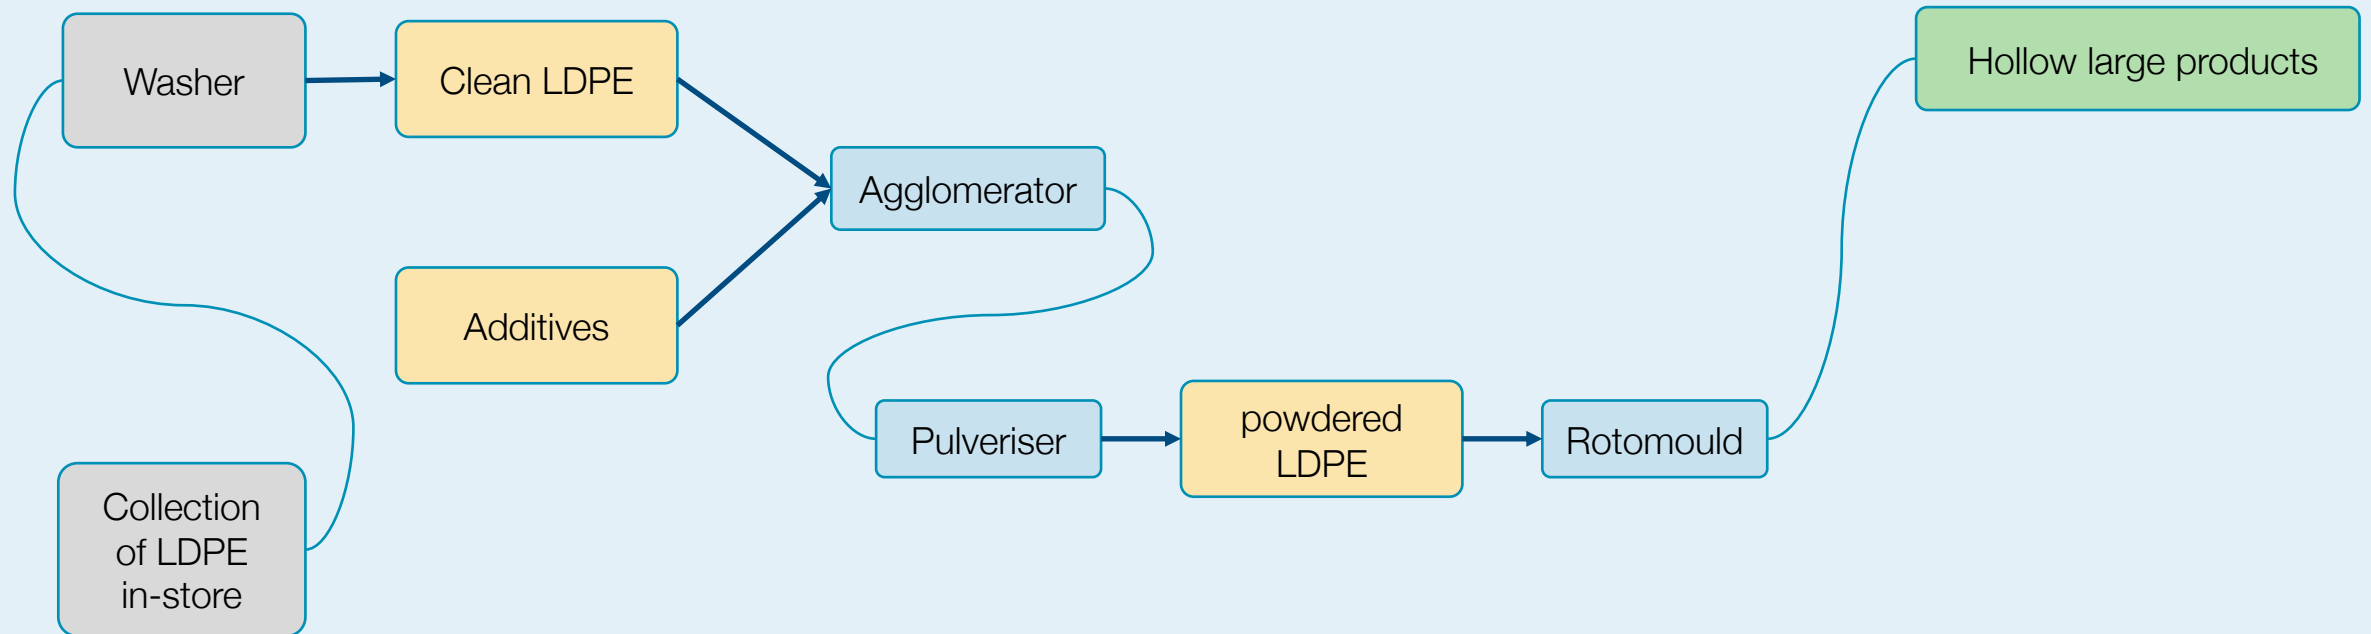 Washer
Clean LDPE
Hollow large products
Agglomerator
Additives
Pulveriser
powdered
LDPE
Rotomould
Collection
of LDPE
in-store